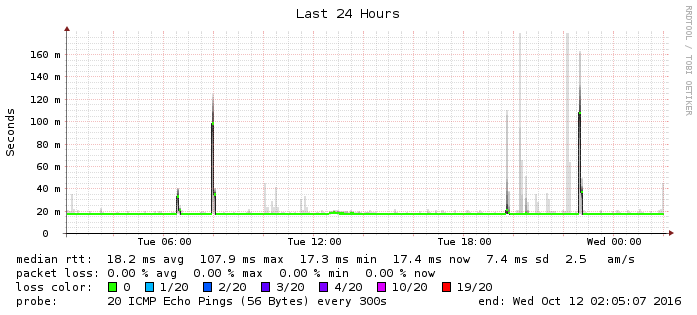 Last 24 Hours
RRDTOOL / TOBI OETIKER
Seconds
160 m
140 m
120 m
100 m
80 m
60 m
40 m
20 m
0
Tue 06:00 Tue 12:00 Tue 18:00 Wed 00:00
median rtt: 18.2 ms avg 107.9 ms max 17.3 ms min 17.4 ms now 7.4 ms sd 2.5 am/s
packet loss: 0.00 % avg 0.00 % max 0.00 % min 0.00 % now
loss color: 0 1/20 2/20 3/20 4/20 10/20 19/20
probe: 20 ICMP Echo Pings (56 Bytes) every 300s end: Wed Oct 12 02:05:07 2016